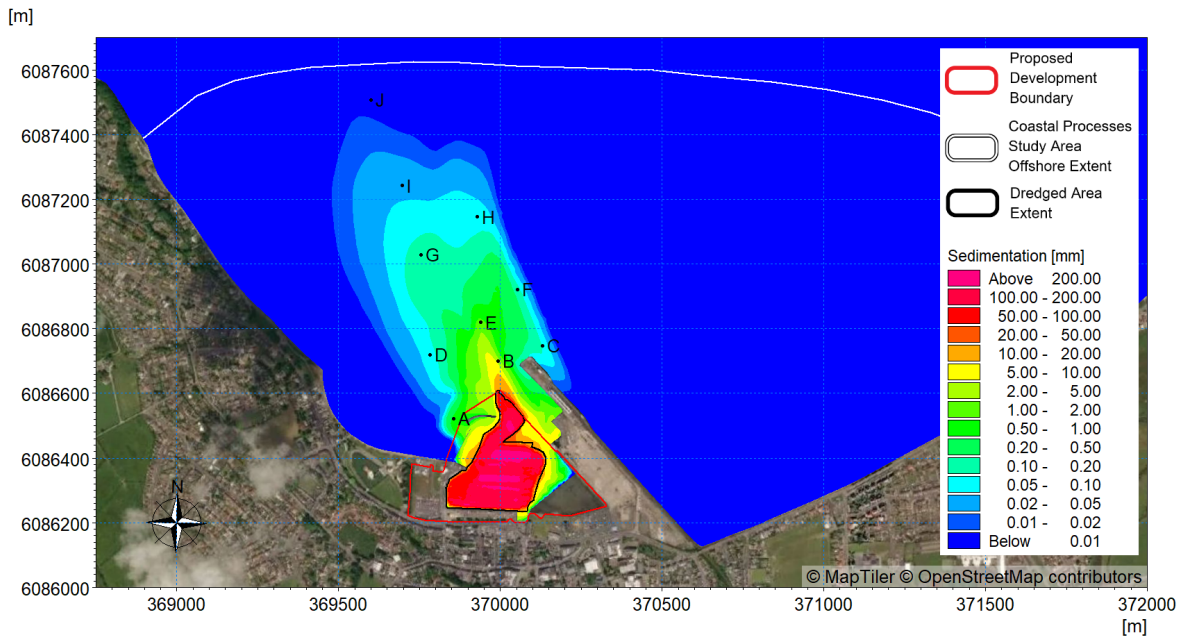 [m]
6087600
6087400
6087200
6087000
6086800
6086600
6086400
6086200
6086000
369000
369500
370000
370500
371000
371500
372000
[m]
J
I
H
G
F
E
D
C
B
A
N
Proposed
Development
Boundary
Coastal Processes
Study Area
Offshore Extent
Dredged Area
Extent
Sedimentation [mm]
Above 200.00
100.00 - 200.00
50.00 - 100.00
20.00 - 50.00
10.00 - 20.00
5.00 - 10.00
2.00 - 5.00
1.00 - 2.00
0.50 - 1.00
0.20 - 0.50
0.10 - 0.20
0.05 - 0.10
0.02 - 0.05
0.01 - 0.02
Below 0.01
© MapTiler © OpenStreetMap contributors